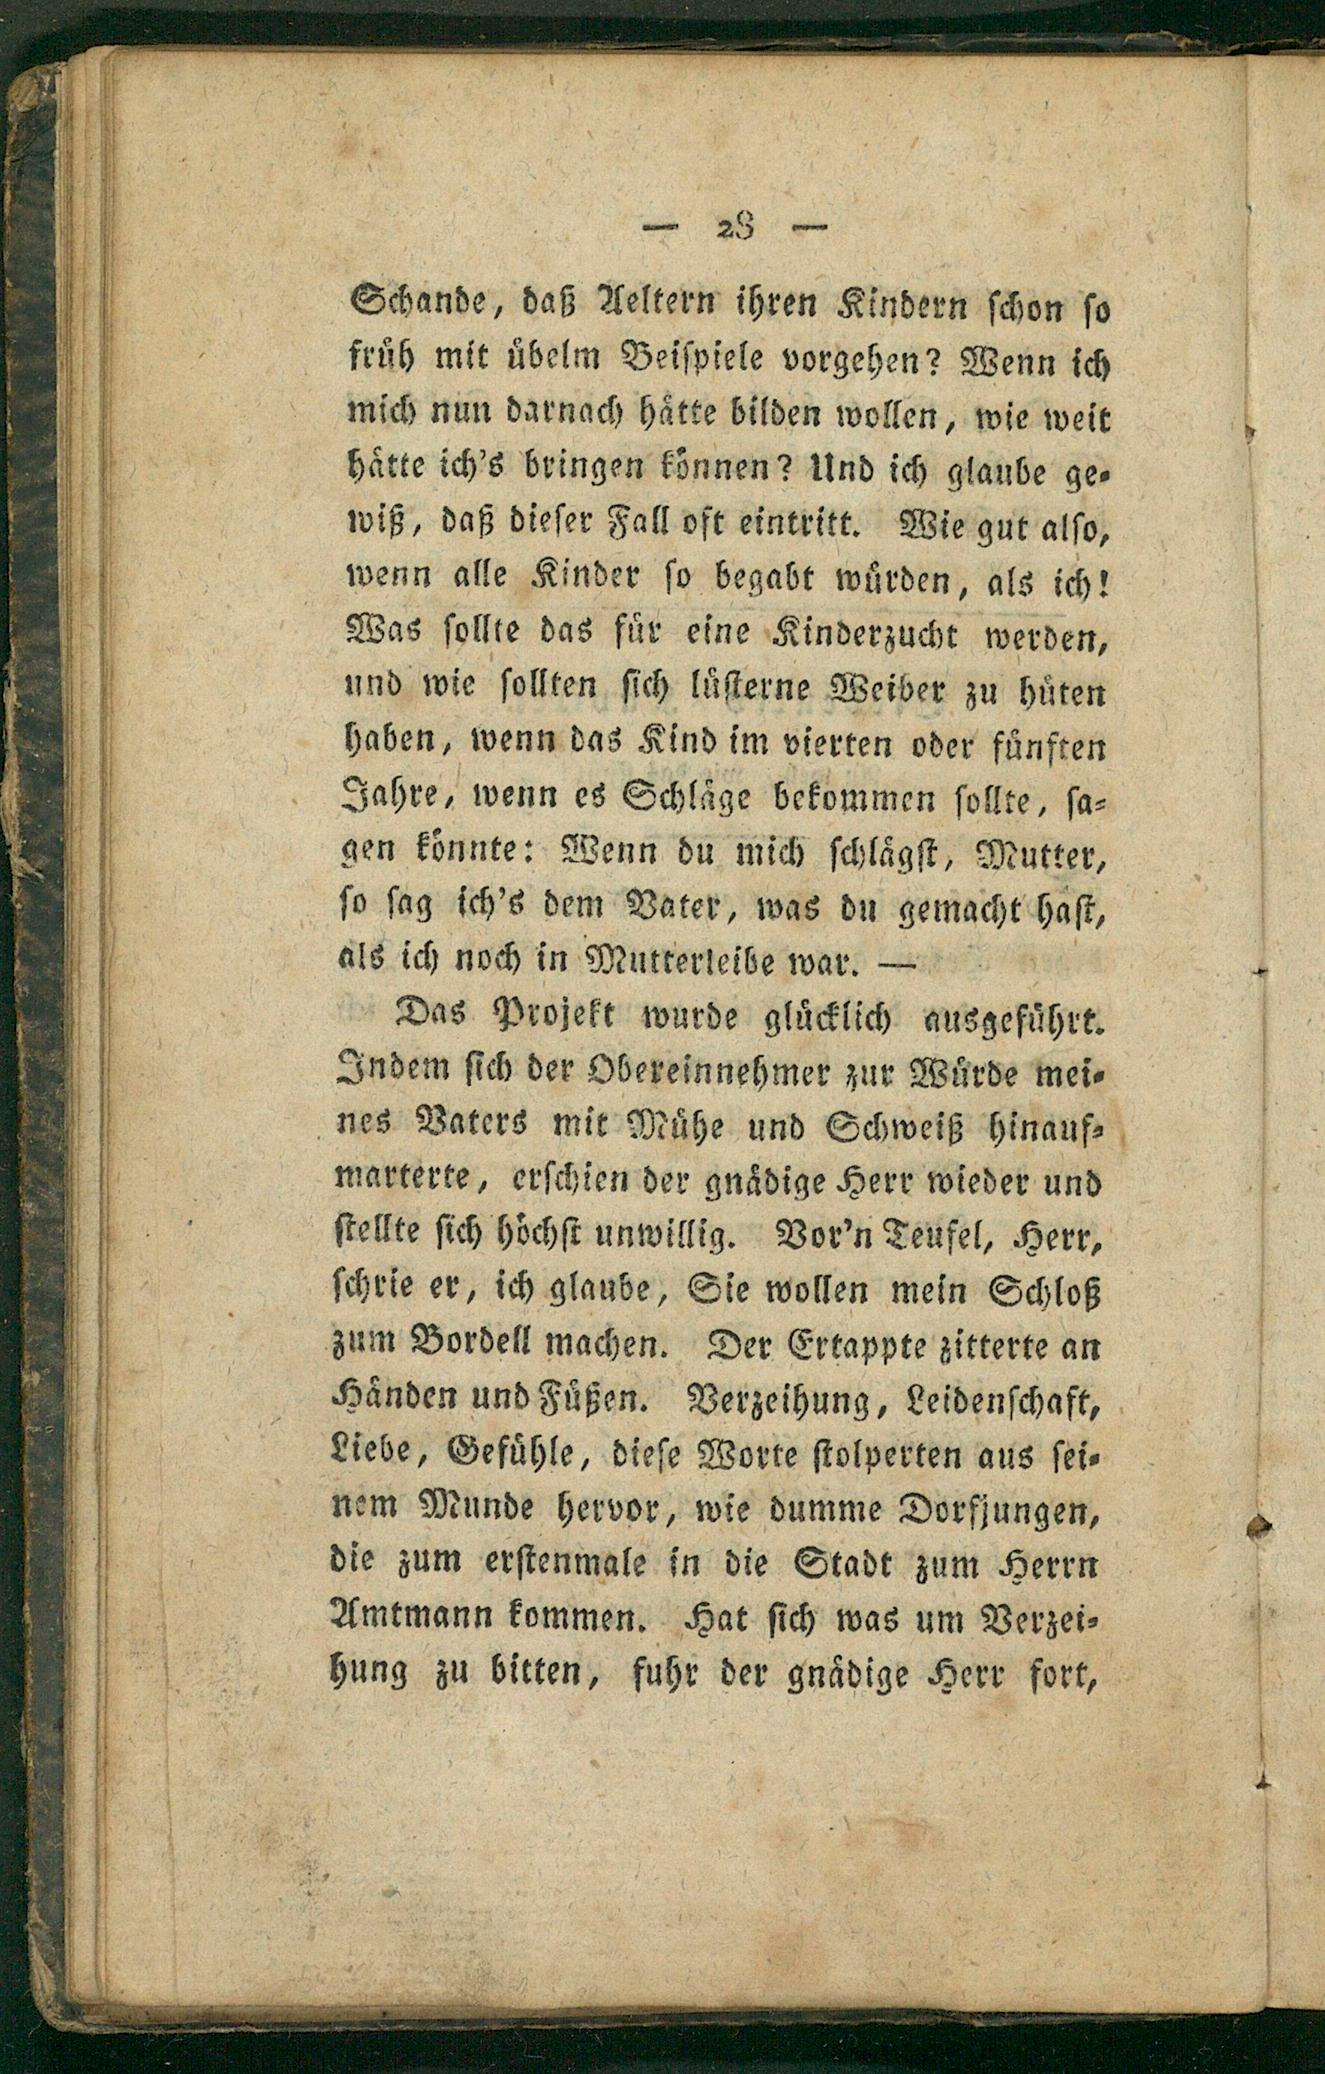 — 28 —
Schande, daß Aeltern ihren Kindern schon so
früh mit übelm Beispiele vorgehen? Wenn ich
mich nun darnach hätte bilden wollen, wie weit
hätte ich's bringen können? Und ich glaube ge-
wiß, daß dieser Fall oft eintritt. Wie gut also,
wenn alle Kinder so begabt würden, als ich!
Was sollte das für eine Kinderzucht werden,
und wie sollten sich lüsterne Weiber zu hüten
haben, wenn das Kind im vierten oder fünften
Jahre, wenn es Schläge bekommen sollte, sa-
gen könnte: Wenn du mich schlägst, Mutter,
so sag ich's dem Vater, was du gemacht hast,
als ich noch in Mutterleibe war. —
Das Projekt wurde glücklich ausgeführt.
Indem sich der Obereinnehmer zur Würde mei-
nes Vaters mit Mühe und Schweiß hinauf-
marterte, erschien der gnädige Herr wieder und
stellte sich höchst unwillig. Vor'n Teufel, Herr,
schrie er, ich glaube, Sie wollen mein Schloß
zum Bordell machen. Der Ertappte zitterte an
Händen und Füßen. Verzeihung, Leidenschaft,
Liebe, Gefühle, diese Worte stolperten aus sei-
nem Munde hervor, wie dumme Dorfjungen,
die zum erstenmale in die Stadt zum Herrn
Amtmann kommen. Hat sich was um Verzei-
hung zu bitten, fuhr der gnädige Herr fort,